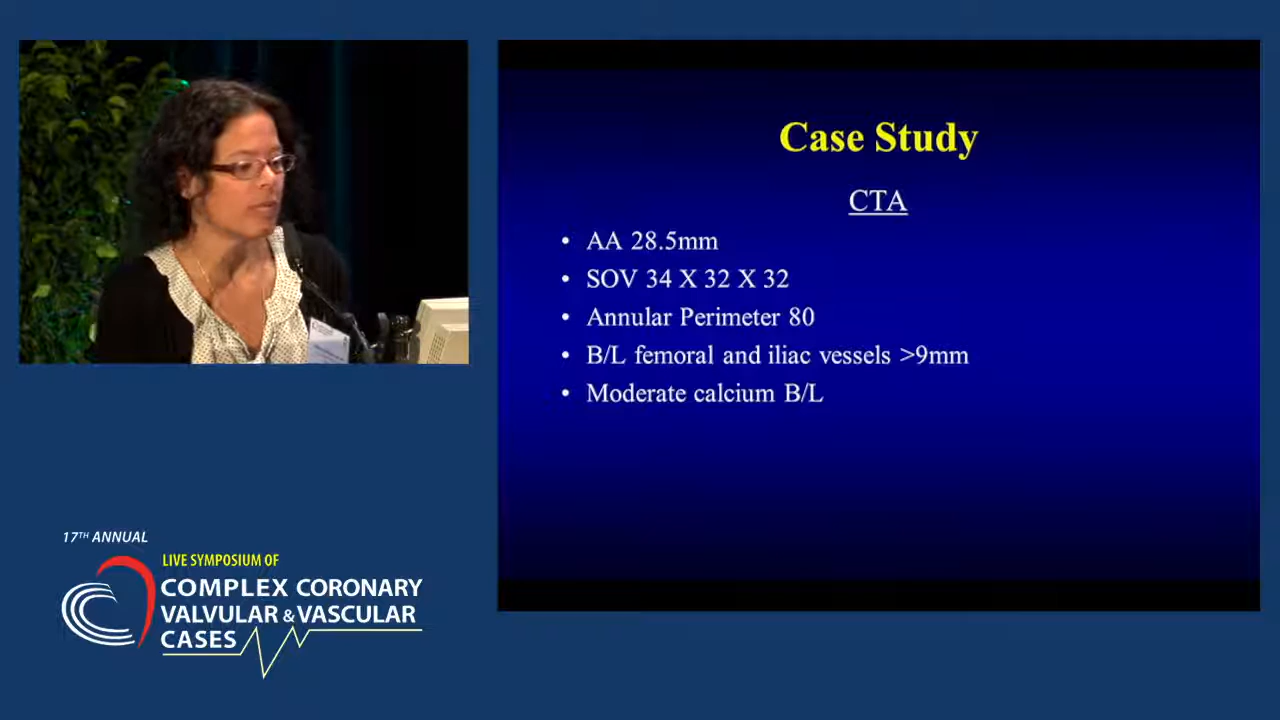 Case Study
CTA
• AA 28.5mm
• SOV 34 X 32 X 32
• Annular Perimeter 80
• B/L femoral and iliac vessels >9mm
• Moderate calcium B/L
17TH ANNUAL
LIVE SYMPOSIUM OF
COMPLEX CORONARY
VALVULAR & VASCULAR
CASES